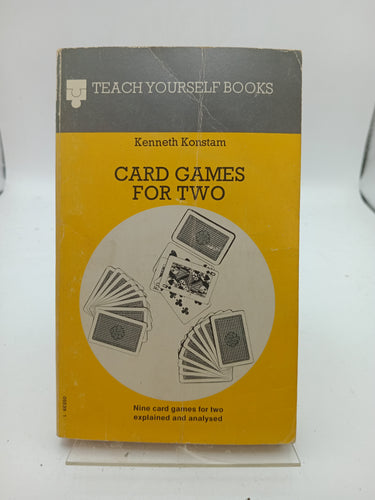 TEACH YOURSELF BOOKS
Kenneth Konstam
CARD GAMES
FOR TWO
Nine card games for two
explained and analysed